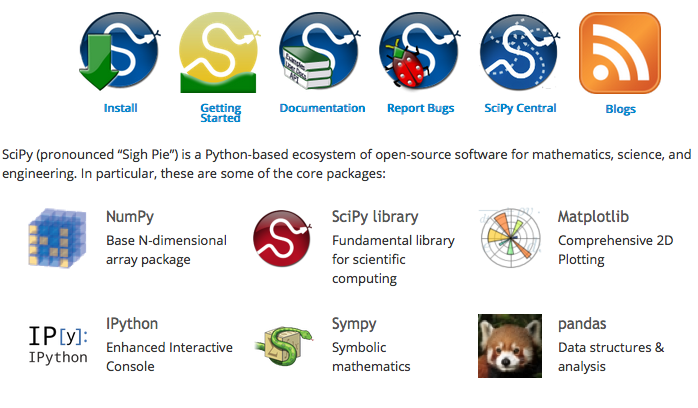 Install
Getting
Started
Documentation
Report Bugs
SciPy Central
Blogs
SciPy (pronounced “Sigh Pie”) is a Python-based ecosystem of open-source software for mathematics, science, and
engineering. In particular, these are some of the core packages:
NumPy
Base N-dimensional
array package
SciPy library
Fundamental library
for scientific
computing
Matplotlib
Comprehensive 2D
Plotting
IP[y]:
IPython
IPython
Enhanced Interactive
Console
Sympy
Symbolic
mathematics
pandas
Data structures &
analysis